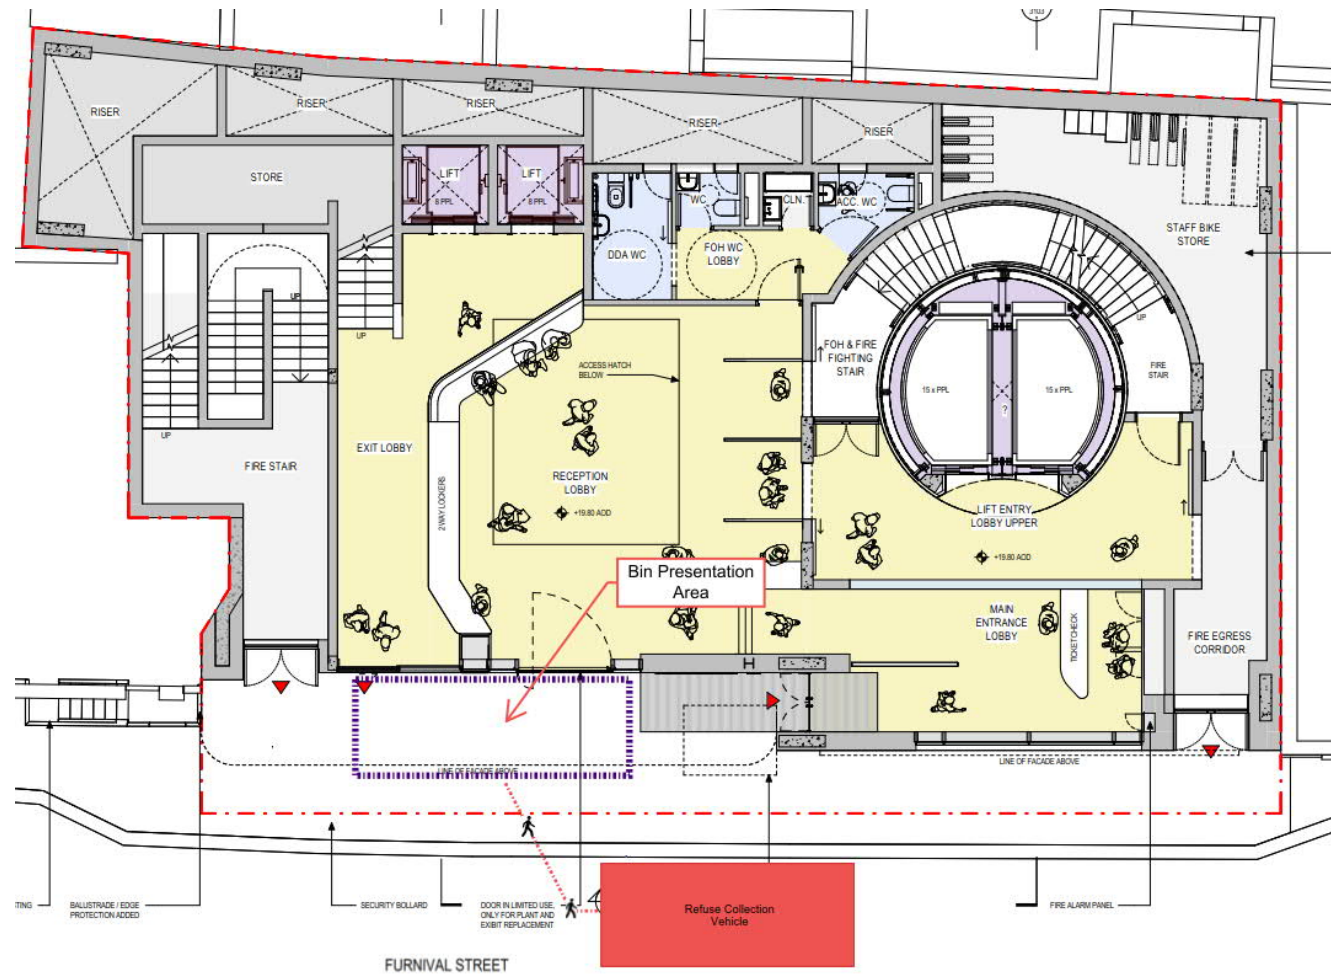 3103
RISER
RISER
RISER
RISER
RISER
STORE
LIFT
8 PPL
LIFT
8 PPL
WC
CLN.
ACC. WC
DDA WC
FOH WC
LOBBY
STAFF BIKE
STORE
UP
UP
UP
UP
FOH & FIRE
FIGHTING
STAIR
FIRE
STAIR
15 x PPL
15 x PPL
?
ACCESS HATCH
BELOW
EXIT LOBBY
FIRE STAIR
2 WAY LOCKERS
RECEPTION
LOBBY
+19.80 AOD
LIFT ENTRY
LOBBY UPPER
+19.80 AOD
Bin Presentation
Area
MAIN
ENTRANCE
LOBBY
TICKET CHECK
FIRE EGRESS
CORRIDOR
LINE OF FACADE ABOVE
LINE OF FACADE ABOVE
TING
BALUSTRADE / EDGE
PROTECTION ADDED
SECURITY BOLLARD
DOOR IN LIMITED USE,
ONLY FOR PLANT AND
EXIBIT REPLACEMENT
Refuse Collection
Vehicle
FIRE ALARM PANEL
FURNIVAL STREET